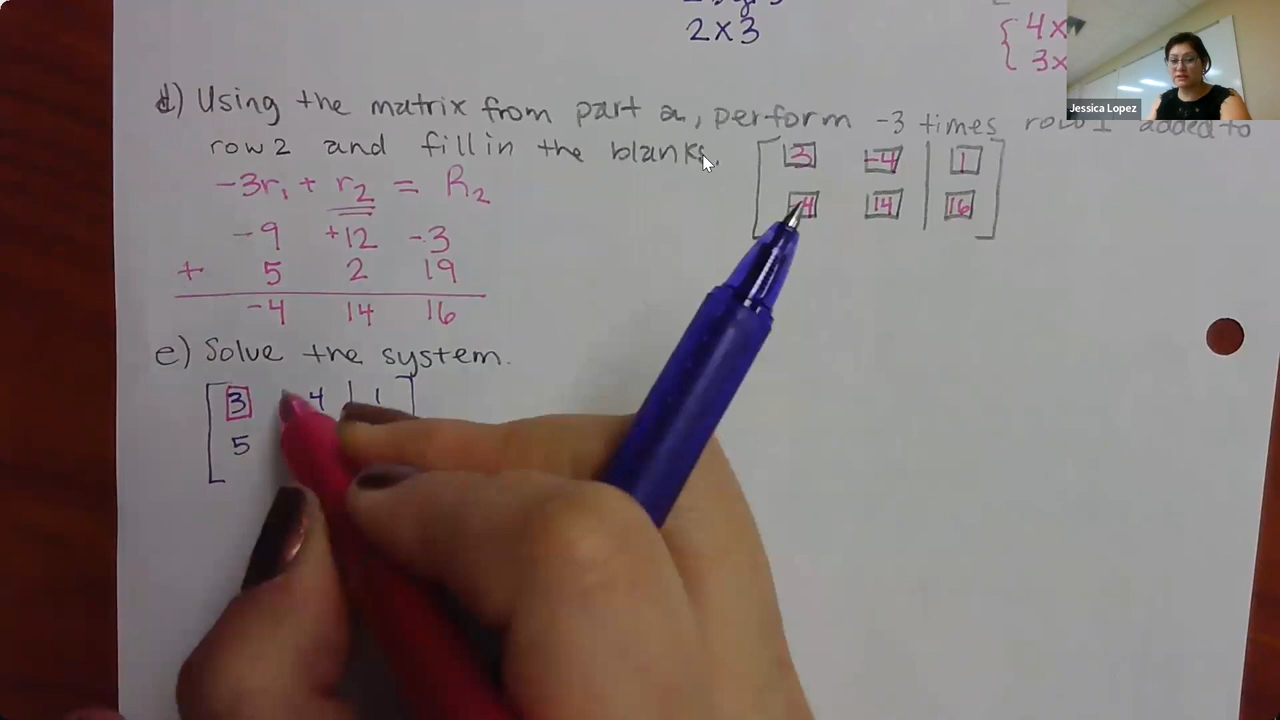 2x3
{ 4x
3x
Jessica Lopez
d) Using the matrix from part a, perform -3 times row 1 added to
row 2 and fill in the blanks.
[ 3 -4 | 1 ]
[ -4 14 | 16 ]
-3r₁ + r₂ = R₂
-9 +12 -3
+ 5 2 19
-4 14 16
e) Solve the system.
3 4 | 1
5